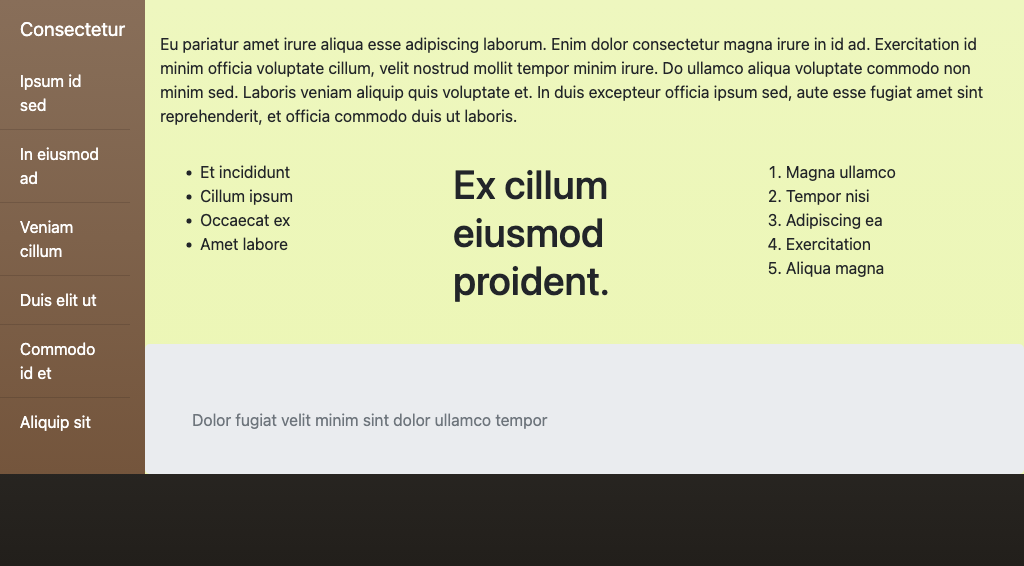 Consectetur
Ipsum id
sed
In eiusmod
ad
Veniam
cillum
Duis elit ut
Commodo
id et
Aliquip sit
Eu pariatur amet irure aliqua esse adipiscing laborum. Enim dolor consectetur magna irure in id ad. Exercitation id
minim officia voluptate cillum, velit nostrud mollit tempor minim irure. Do ullamco aliqua voluptate commodo non
minim sed. Laboris veniam aliquip quis voluptate et. In duis excepteur officia ipsum sed, aute esse fugiat amet sint
reprehenderit, et officia commodo duis ut laboris.
• Et incididunt
• Cillum ipsum
• Occaecat ex
• Amet labore
Ex cillum
eiusmod
proident.
1. Magna ullamco
2. Tempor nisi
3. Adipiscing ea
4. Exercitation
5. Aliqua magna
Dolor fugiat velit minim sint dolor ullamco tempor